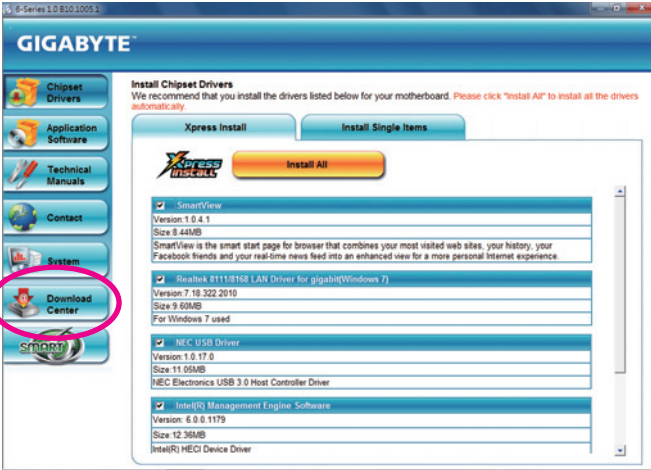 6-Series 1.0 B10.1005.1
GIGABYTE™
Chipset
Drivers
Application
Software
Technical
Manuals
Contact
System
Download
Center
SMART
Install Chipset Drivers
We recommend that you install the drivers listed below for your motherboard. Please click "Install All" to install all the drivers
automatically.
Xpress Install
Install Single Items
Xpress
INSTALL
Install All
SmartView
Version:1.0.4.1
Size:8.44MB
SmartView is the smart start page for browser that combines your most visited web sites, your history, your
Facebook friends and your real-time news feed into an enhanced view for a more personal Internet experience.
Realtek 8111/8168 LAN Driver for gigabit(Windows 7)
Version:7.18.322.2010
Size:9.60MB
For Windows 7 used
NEC USB Driver
Version:1.0.17.0
Size:11.05MB
NEC Electronics USB 3.0 Host Controller Driver
Intel(R) Management Engine Software
Version: 6.0.0.1179
Size:12.36MB
Intel(R) HECI Device Driver